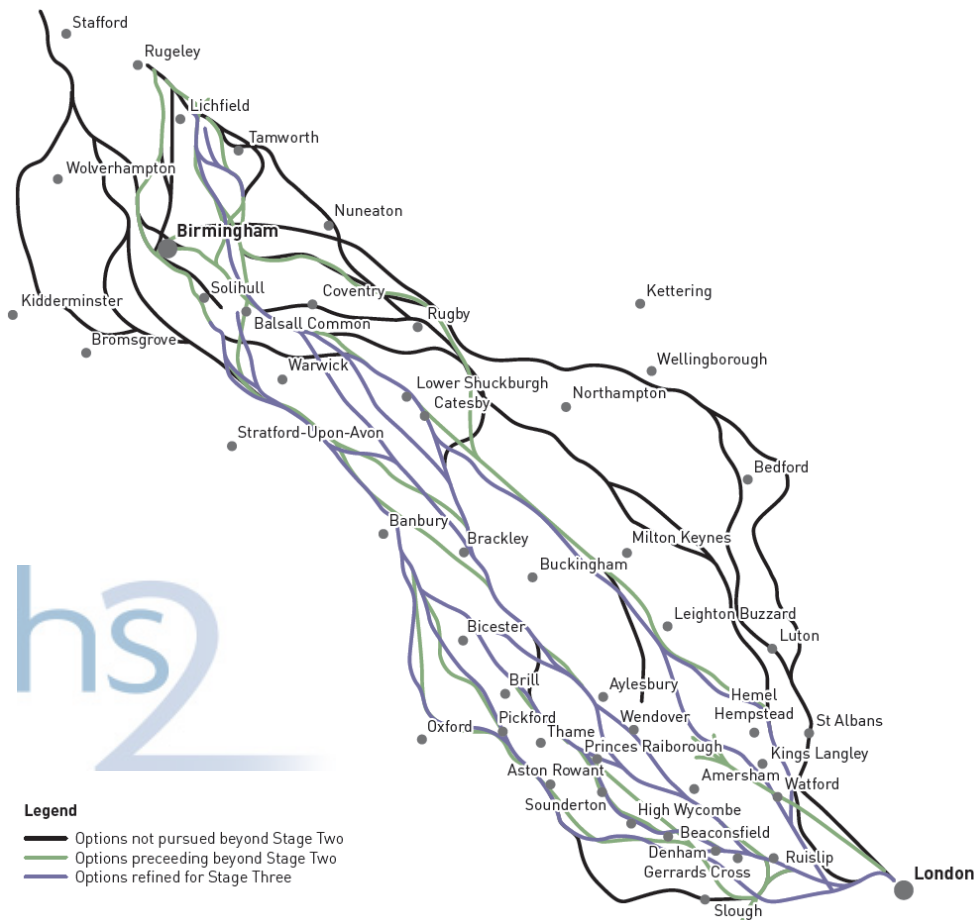 Stafford
Rugeley
Lichfield
Tamworth
Wolverhampton
Nuneaton
Birmingham
Solihull
Coventry
Kettering
Kidderminster
Rugby
Balsall Common
Bromsgrove
Wellingborough
Warwick
Lower Shuckburgh
Northampton
Catesby
Stratford-Upon-Avon
Bedford
Banbury
Brackley
Milton Keynes
Buckingham
Leighton Buzzard
Bicester
Luton
Brill
Aylesbury
Hemel
Hempstead
Pickford
Wendover
St Albans
Oxford
Thame
Princes Raiborough
Kings Langley
Aston Rowant
Amersham
Watford
Sounderton
High Wycombe
Beaconsfield
Denham
Ruislip
Gerrards Cross
London
Slough
hs2
Legend
Options not pursued beyond Stage Two
Options preceeding beyond Stage Two
Options refined for Stage Three